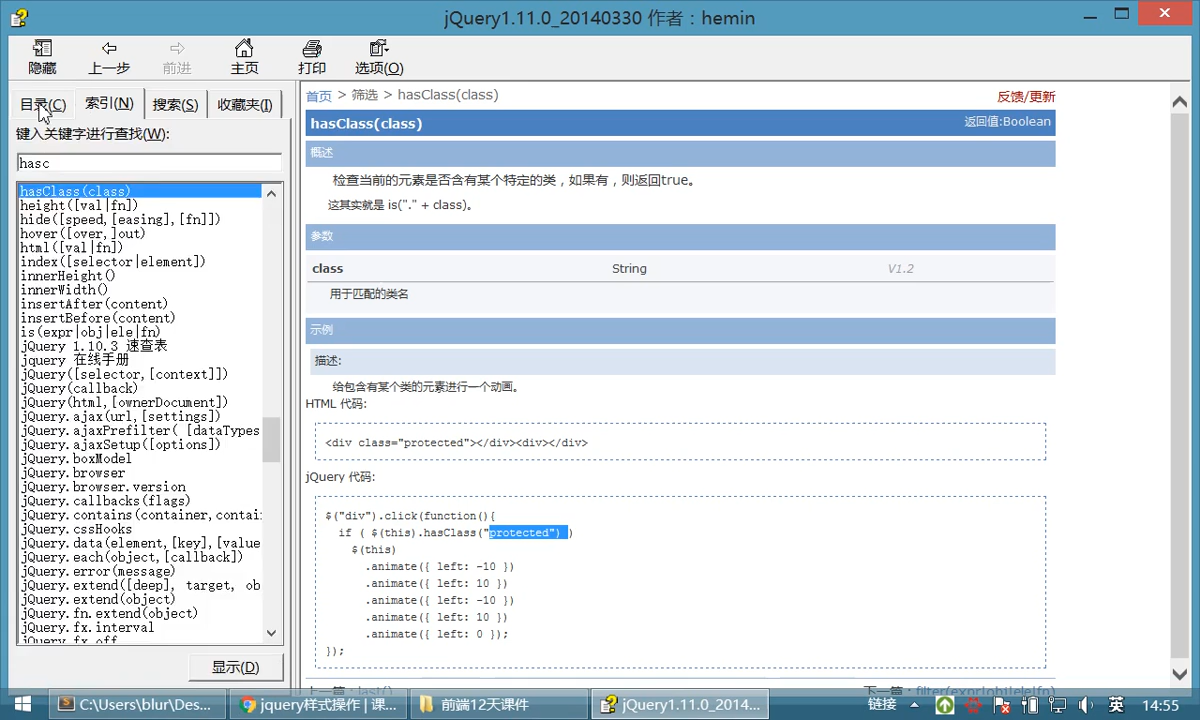 jQuery1.11.0_20140330 作者：hemin
隐藏 上一步 前进 主页 打印 选项(O)
目录(C) 索引(N) 搜索(S) 收藏夹(I)
键入关键字进行查找(W):
hasc
hasClass(class)
height([val|fn])
hide([speed,[easing],[fn]])
hover([over,]out)
html([val|fn])
index([selector|element])
innerHeight()
innerWidth()
insertAfter(content)
insertBefore(content)
is(expr|obj|ele|fn)
jQuery 1.10.3 速查表
jquery 在线手册
jQuery([selector,[context]])
jQuery(callback)
jQuery(html,[ownerDocument])
jQuery.ajax(url,[settings])
jQuery.ajaxPrefilter( [dataTypes
jQuery.ajaxSetup([options])
jQuery.boxModel
jQuery.browser
jQuery.browser.version
jQuery.callbacks(flags)
jQuery.contains(container,contai
jQuery.cssHooks
jQuery.data(element,[key],[value
jQuery.each(object,[callback])
jQuery.error(message)
jQuery.extend([deep], target, ob
jQuery.extend(object)
jQuery.fn.extend(object)
jQuery.fx.interval
jQuery.fx.off
显示(D)
首页 > 筛选 > hasClass(class) 反馈/更新
hasClass(class) 返回值:Boolean
概述
检查当前的元素是否含有某个特定的类，如果有，则返回true。
这其实就是 is("." + class)。
参数
class String V1.2
用于匹配的类名
示例
描述:
给包含有某个类的元素进行一个动画。
HTML 代码:
<div class="protected"></div><div></div>
jQuery 代码:
$("div").click(function(){
if ( $(this).hasClass("protected") )
$(this)
.animate({ left: -10 })
.animate({ left: 10 })
.animate({ left: -10 })
.animate({ left: 10 })
.animate({ left: 0 });
});
上一篇：last() 下一篇：filter(expr|obj|ele|fn)
C:\Users\blur\Des... jquery样式操作 | 课... 前端12天课件 jQuery1.11.0_2014... 链接 英 14:55